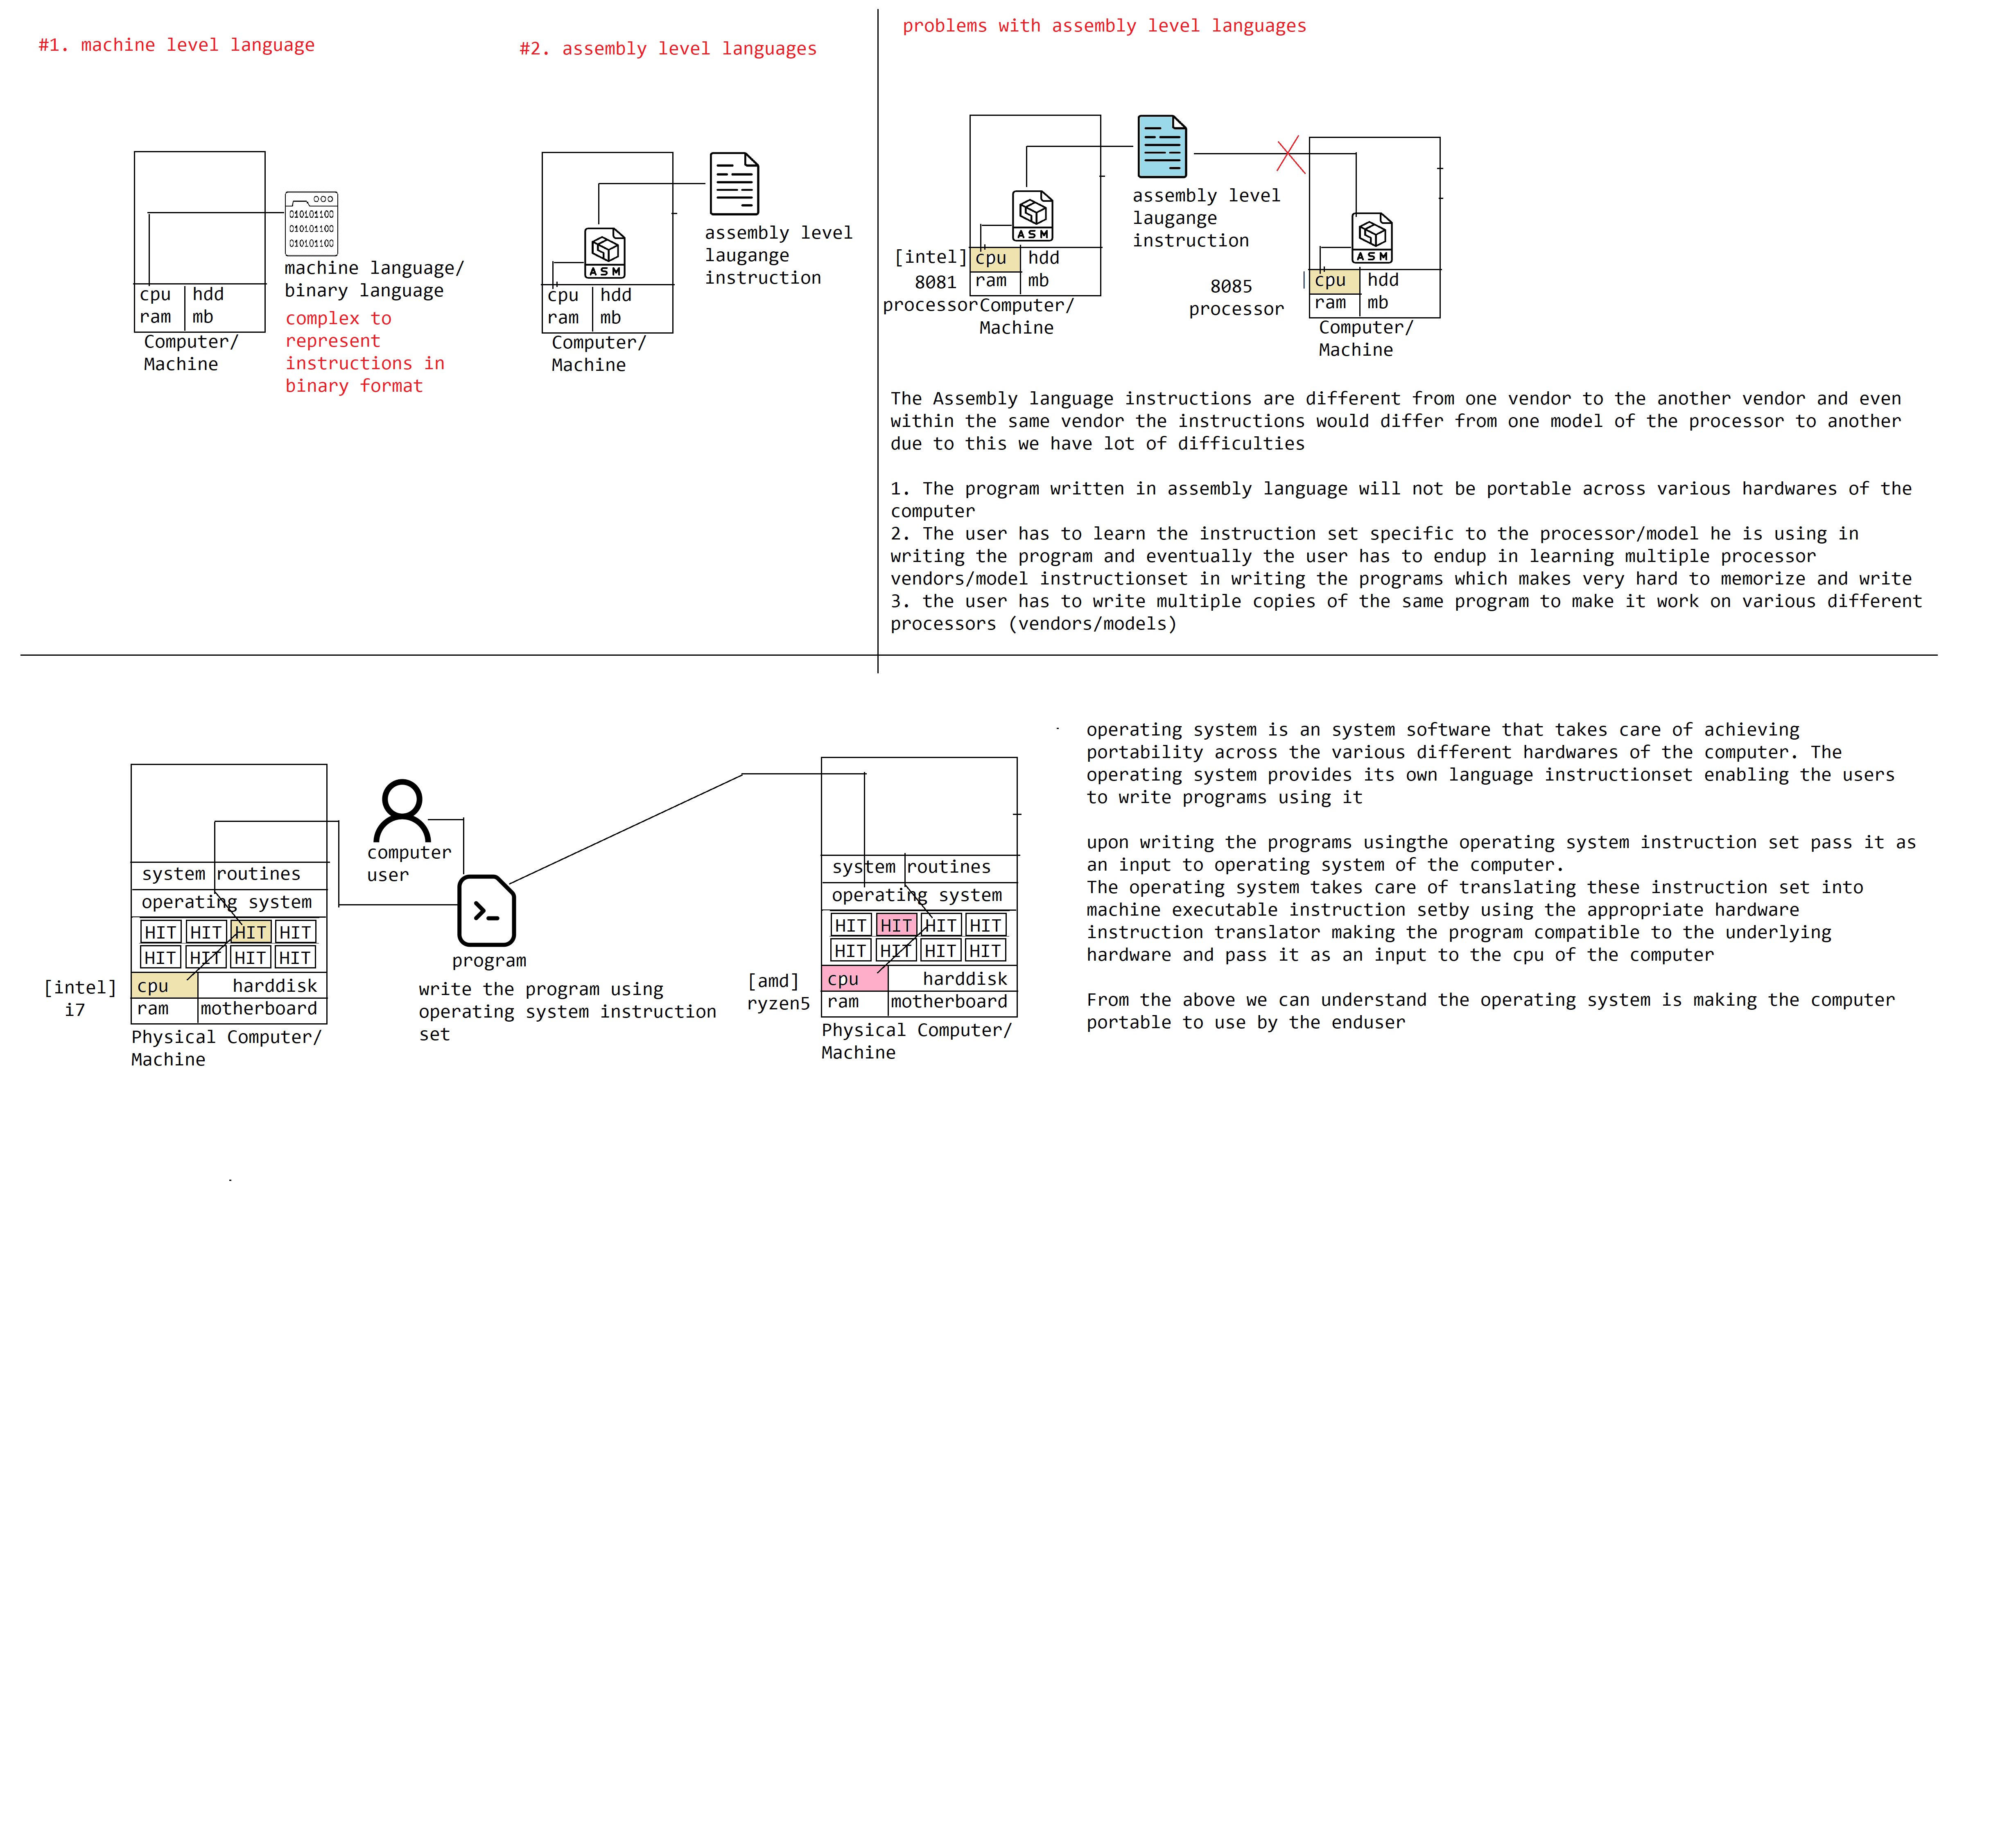 #1. machine level language
010101100
010101100
010101100
machine language/
binary language
complex to
represent
instructions in
binary format
cpu
hdd
ram
mb
Computer/
Machine
#2. assembly level languages
assembly level
laugange
instruction
ASM
cpu
hdd
ram
mb
Computer/
Machine
problems with assembly level languages
assembly level
laugange
instruction
ASM
[intel]
8081
processor
cpu
hdd
ram
mb
Computer/
Machine
8085
processor
ASM
cpu
hdd
ram
mb
Computer/
Machine
The Assembly language instructions are different from one vendor to the another vendor and even
within the same vendor the instructions would differ from one model of the processor to another
due to this we have lot of difficulties
1. The program written in assembly language will not be portable across various hardwares of the
computer
2. The user has to learn the instruction set specific to the processor/model he is using in
writing the program and eventually the user has to endup in learning multiple processor
vendors/model instructionset in writing the programs which makes very hard to memorize and write
3. the user has to write multiple copies of the same program to make it work on various different
processors (vendors/models)
computer
user
system routines
operating system
HIT HIT HIT HIT
HIT HIT HIT HIT
[intel]
i7
cpu
harddisk
ram
motherboard
Physical Computer/
Machine
program
write the program using
operating system instruction
set
system routines
operating system
HIT HIT HIT HIT
HIT HIT HIT HIT
[amd]
ryzen5
cpu
harddisk
ram
motherboard
Physical Computer/
Machine
operating system is an system software that takes care of achieving
portability across the various different hardwares of the computer. The
operating system provides its own language instructionset enabling the users
to write programs using it
upon writing the programs usingthe operating system instruction set pass it as
an input to operating system of the computer.
The operating system takes care of translating these instruction set into
machine executable instruction setby using the appropriate hardware
instruction translator making the program compatible to the underlying
hardware and pass it as an input to the cpu of the computer
From the above we can understand the operating system is making the computer
portable to use by the enduser